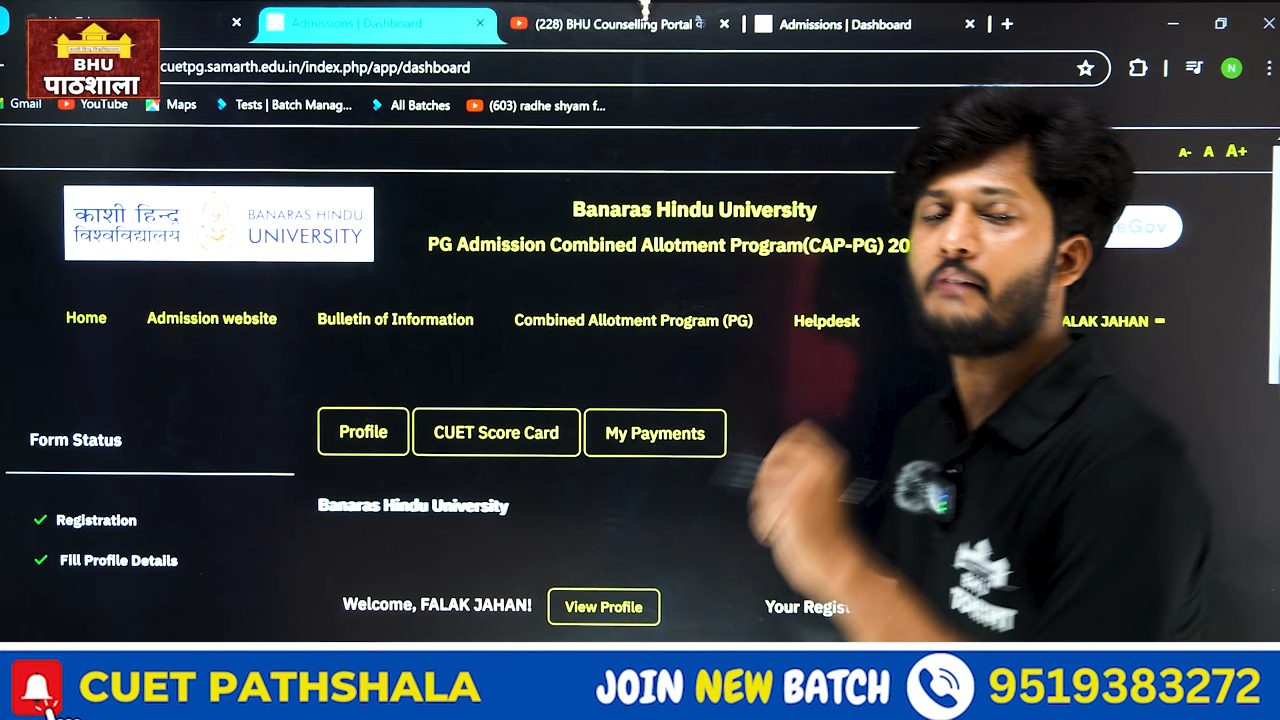 Admissions | Dashboard
(228) BHU Counselling Portal
Admissions | Dashboard
BHU
पाठशाला
cuetpg.samarth.edu.in/index.php/app/dashboard
N
Gmail
YouTube
Maps
Tests | Batch Manag...
All Batches
(603) radhe shyam f...
A- A A+
काशी हिन्दू
विश्वविद्यालय
BANARAS HINDU
UNIVERSITY
Banaras Hindu University
PG Admission Combined Allotment Program(CAP-PG) 20
eGov
Home
Admission website
Bulletin of Information
Combined Allotment Program (PG)
Helpdesk
ALAK JAHAN
Profile
CUET Score Card
My Payments
Form Status
Banaras Hindu University
Registration
Fill Profile Details
Welcome, FALAK JAHAN!
View Profile
Your Regis
CUET PATHSHALA
JOIN NEW BATCH
9519383272